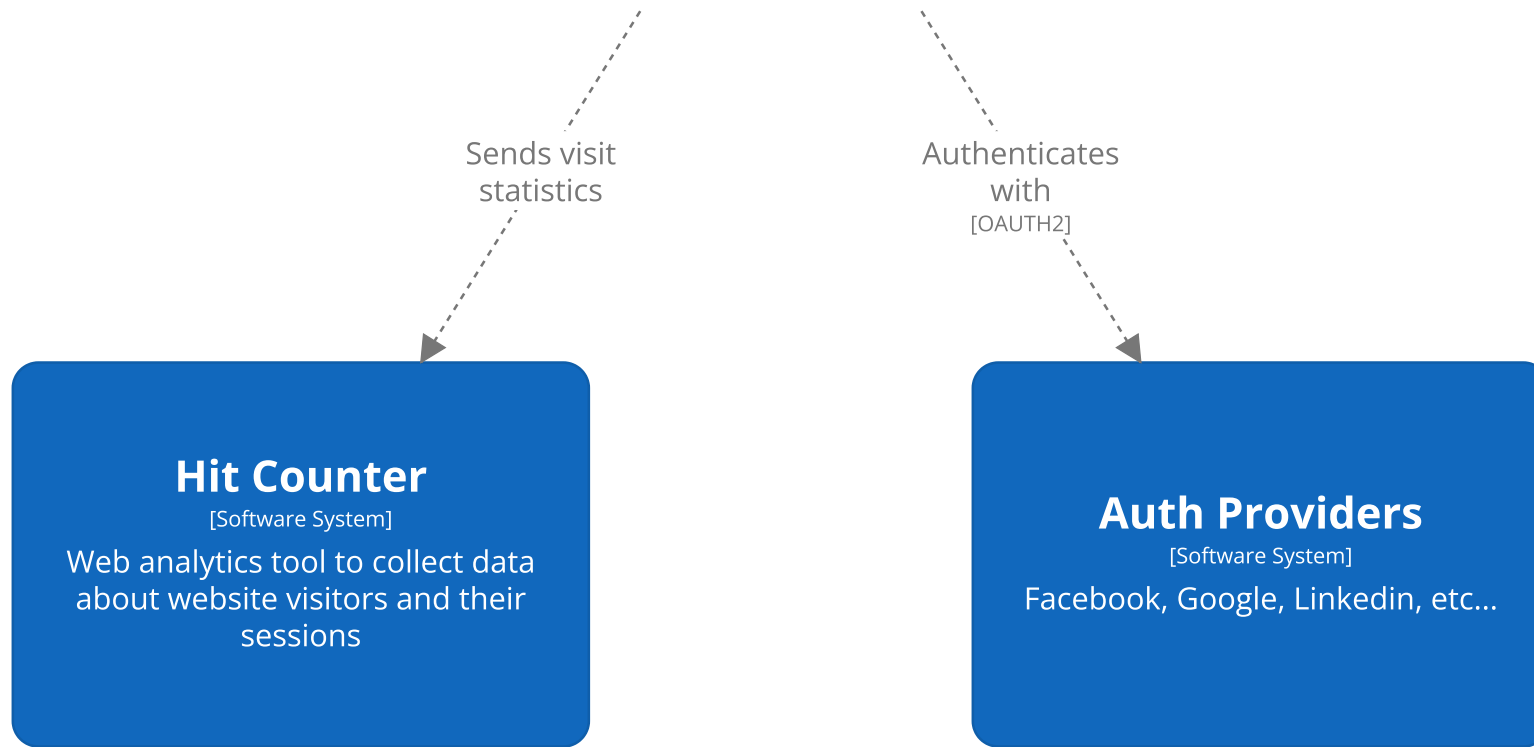 Sends visit
statistics
Authenticates
with
[OAUTH2]
Hit Counter
[Software System]
Web analytics tool to collect data
about website visitors and their
sessions
Auth Providers
[Software System]
Facebook, Google, Linkedin, etc...